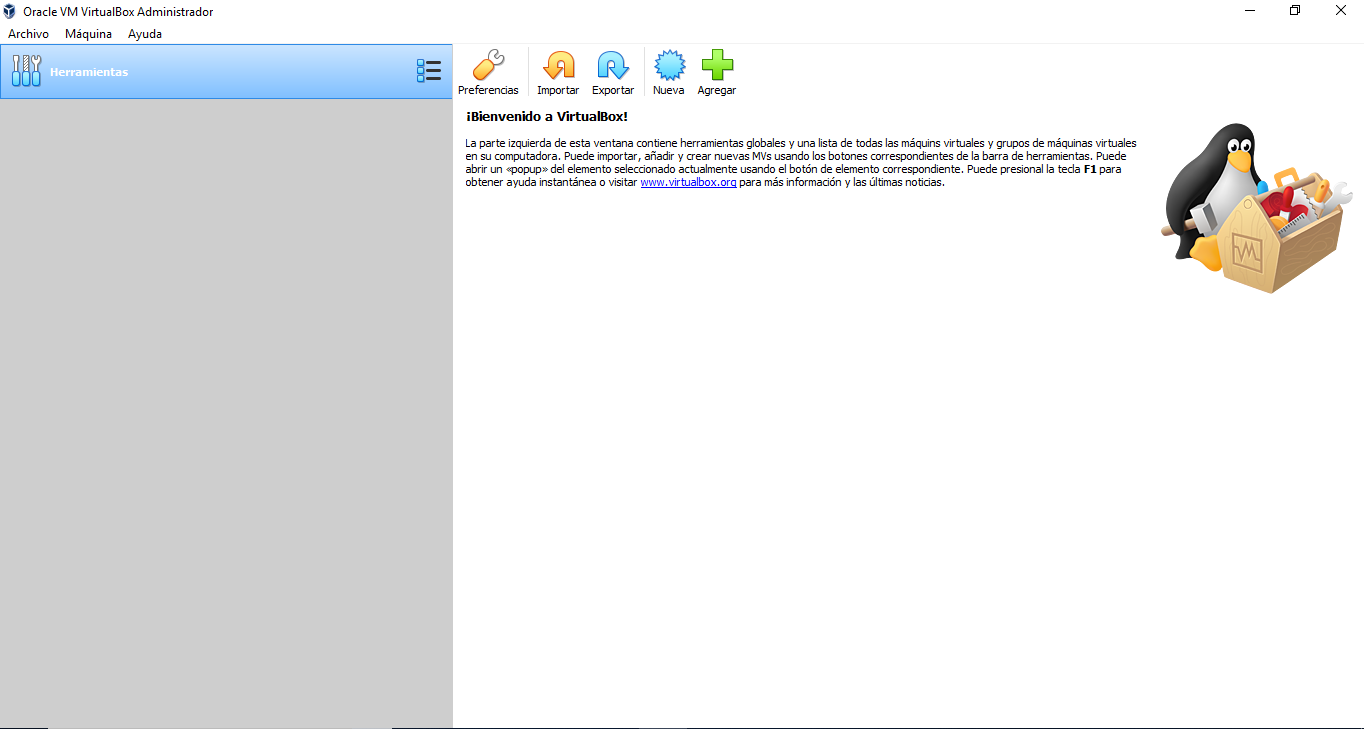 Oracle VM VirtualBox Administrador
Archivo Máquina Ayuda
Herramientas
Preferencias Importar Exportar Nueva Agregar
¡Bienvenido a VirtualBox!
La parte izquierda de esta ventana contiene herramientas globales y una lista de todas las máquins virtuales y grupos de máquinas virtuales
en su computadora. Puede importar, añadir y crear nuevas MVs usando los botones correspondientes de la barra de herramientas. Puede
abrir un «popup» del elemento seleccionado actualmente usando el botón de elemento correspondiente. Puede presional la tecla F1 para
obtener ayuda instantánea o visitar www.virtualbox.org para más información y las últimas noticias.